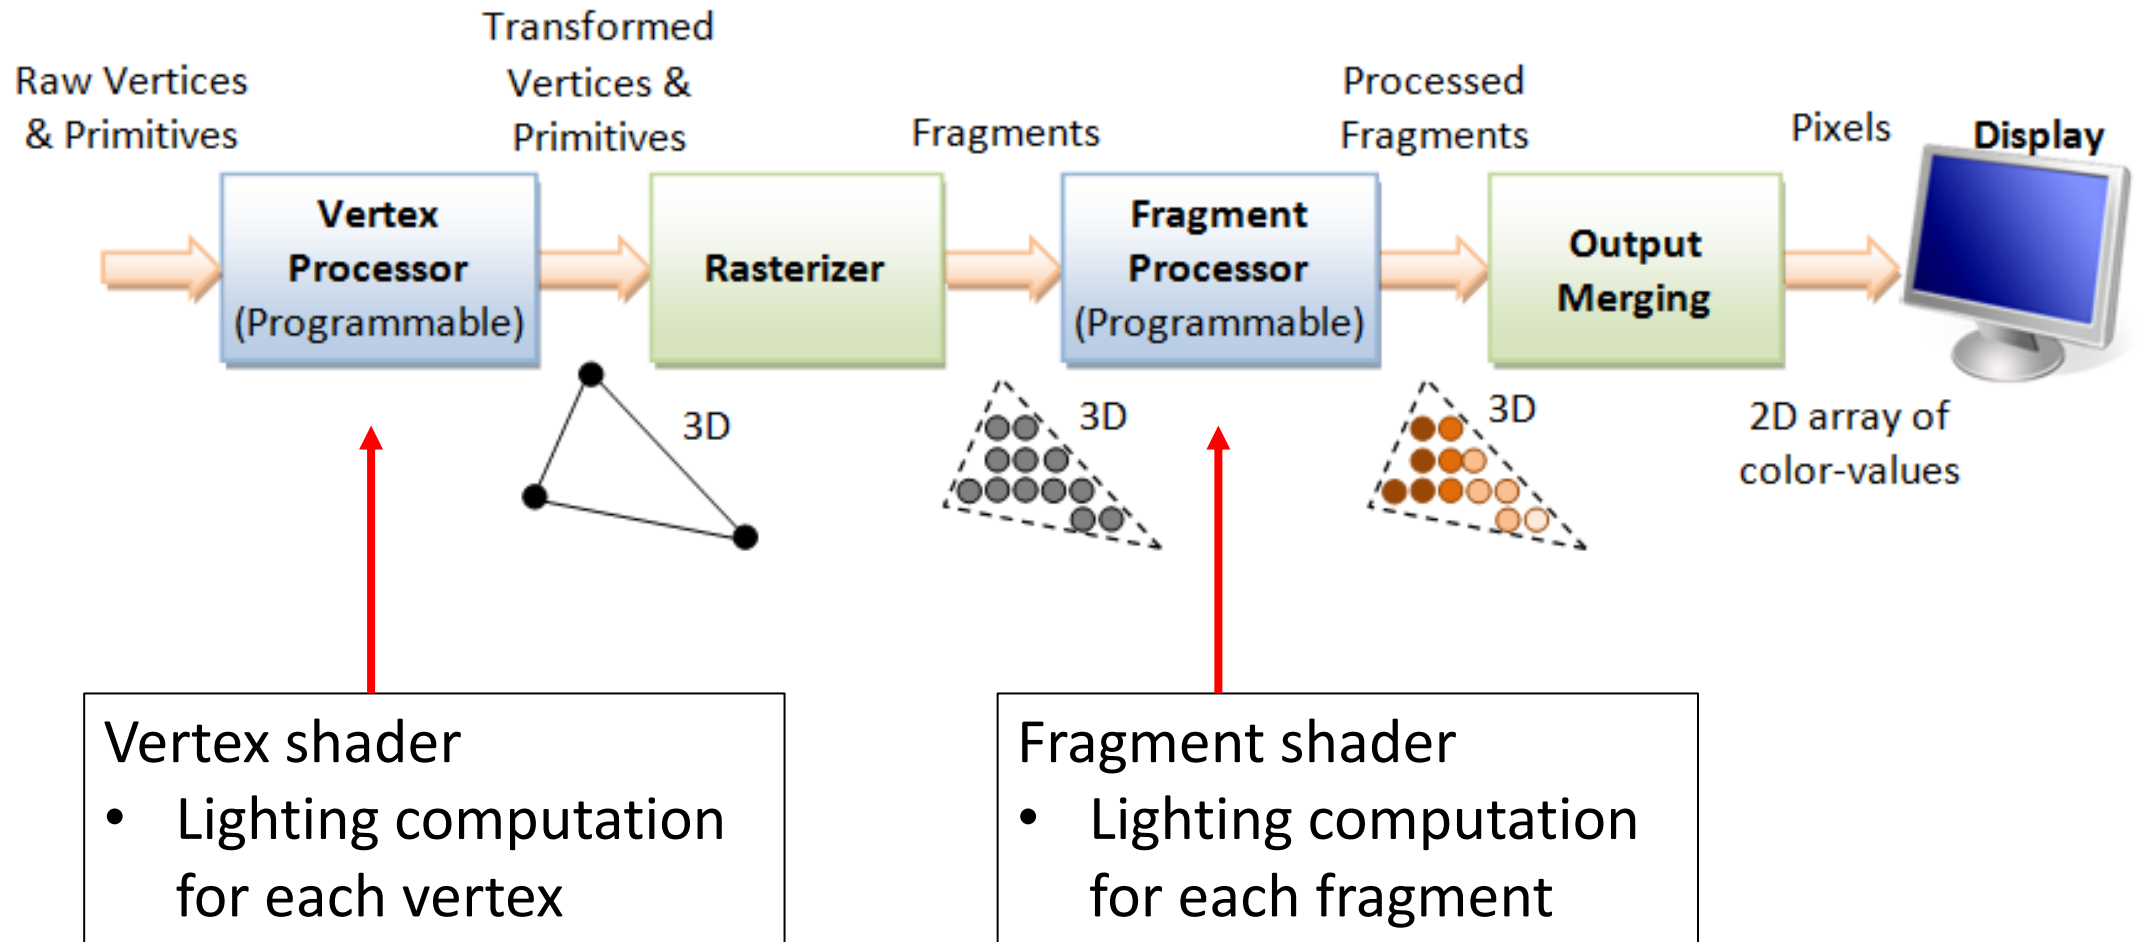 Raw Vertices
& Primitives
Transformed
Vertices &
Primitives
Fragments
Processed
Fragments
Pixels
Display
Vertex
Processor
(Programmable)
Rasterizer
Fragment
Processor
(Programmable)
Output
Merging
3D
3D
3D
2D array of
color-values
Vertex shader
• Lighting computation
for each vertex
Fragment shader
• Lighting computation
for each fragment